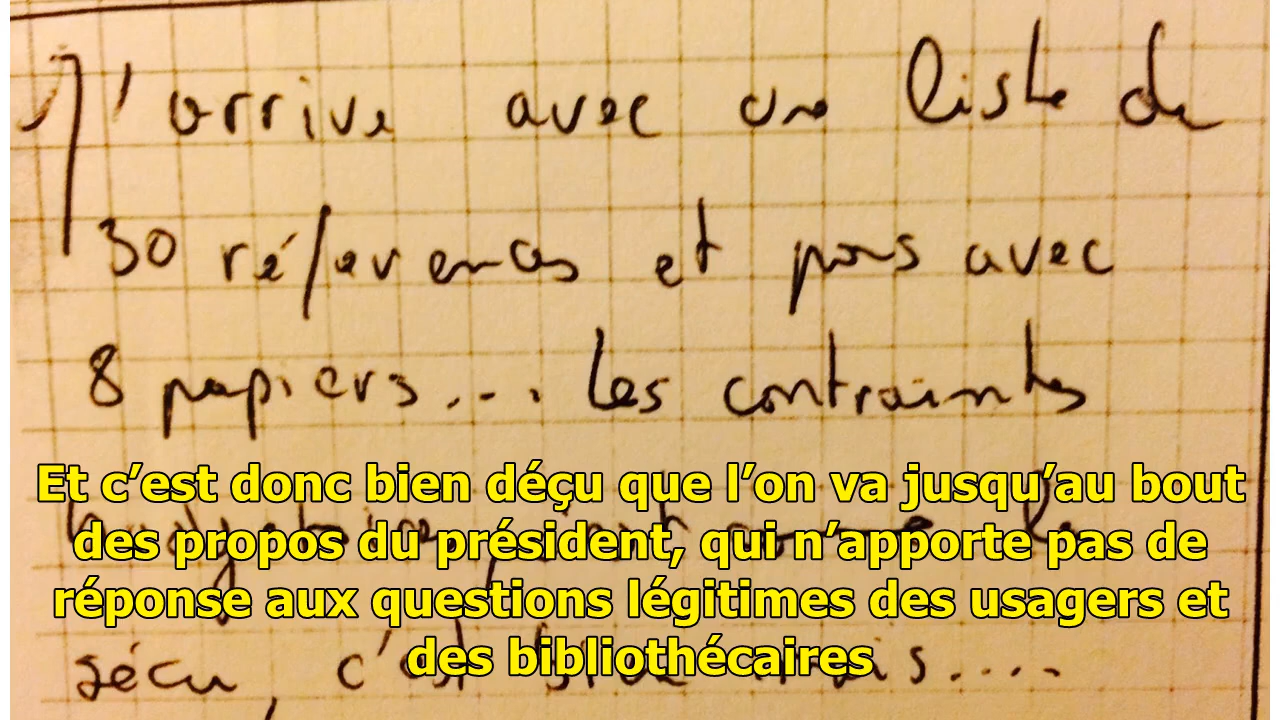 J'arrive avec une liste de
30 références et pas avec
8 papiers... les contraintes
Et c’est donc bien déçu que l’on va jusqu’au bout
des propos du président, qui n’apporte pas de
réponse aux questions légitimes des usagers et
des bibliothécaires
sécu, c'est